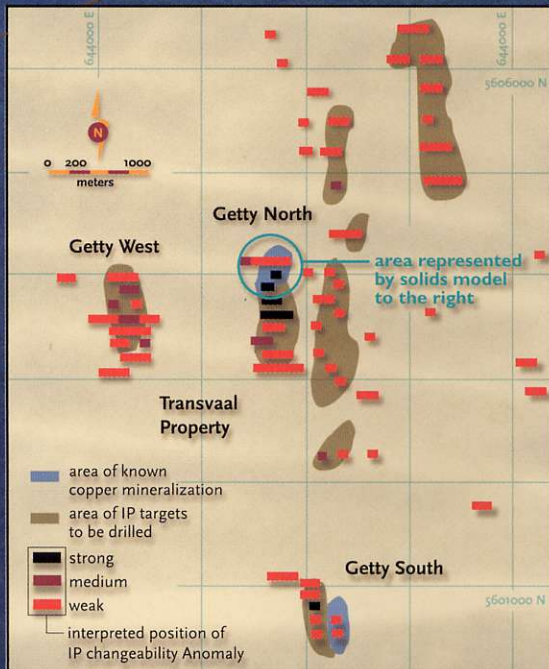 644000 E
644000 E
5606000 N
N
0 200 1000
meters
Getty North
Getty West
area represented
by solids model
to the right
Transvaal
Property
area of known
copper mineralization
area of IP targets
to be drilled
strong
medium
weak
interpreted position of
IP changeability Anomaly
Getty South
5601000 N